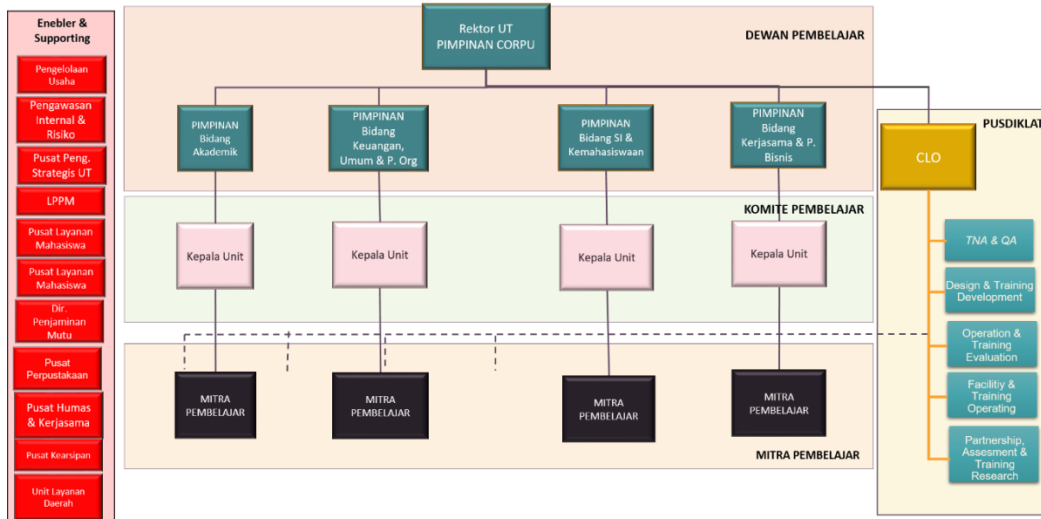 Enebler &
Supporting
Pengelolaan
Usaha
Pengawasan
Internal &
Risiko
Pusat Peng.
Strategis UT
LPPM
Pusat Layanan
Mahasiswa
Pusat Layanan
Mahasiswa
Dir.
Penjaminan
Mutu
Pusat
Perpustakaan
Pusat Humas
& Kerjasama
Pusat Kearsipan
Unit Layanan
Daerah
Rektor UT
PIMPINAN CORPU
DEWAN PEMBELAJAR
PIMPINAN
Bidang
Akademik
PIMPINAN
Bidang
Keuangan,
Umum & P. Org
PIMPINAN
Bidang SI &
Kemahasiswaan
PIMPINAN
Bidang
Kerjasama & P.
Bisnis
KOMITE PEMBELAJAR
Kepala Unit
Kepala Unit
Kepala Unit
Kepala Unit
MITRA
PEMBELAJAR
MITRA
PEMBELAJAR
MITRA
PEMBELAJAR
MITRA
PEMBELAJAR
MITRA PEMBELAJAR
PUSDIKLAT
CLO
TNA & QA
Design & Training
Development
Operation &
Training
Evaluation
Facilitiy &
Training
Operating
Partnership,
Assesment &
Training
Research